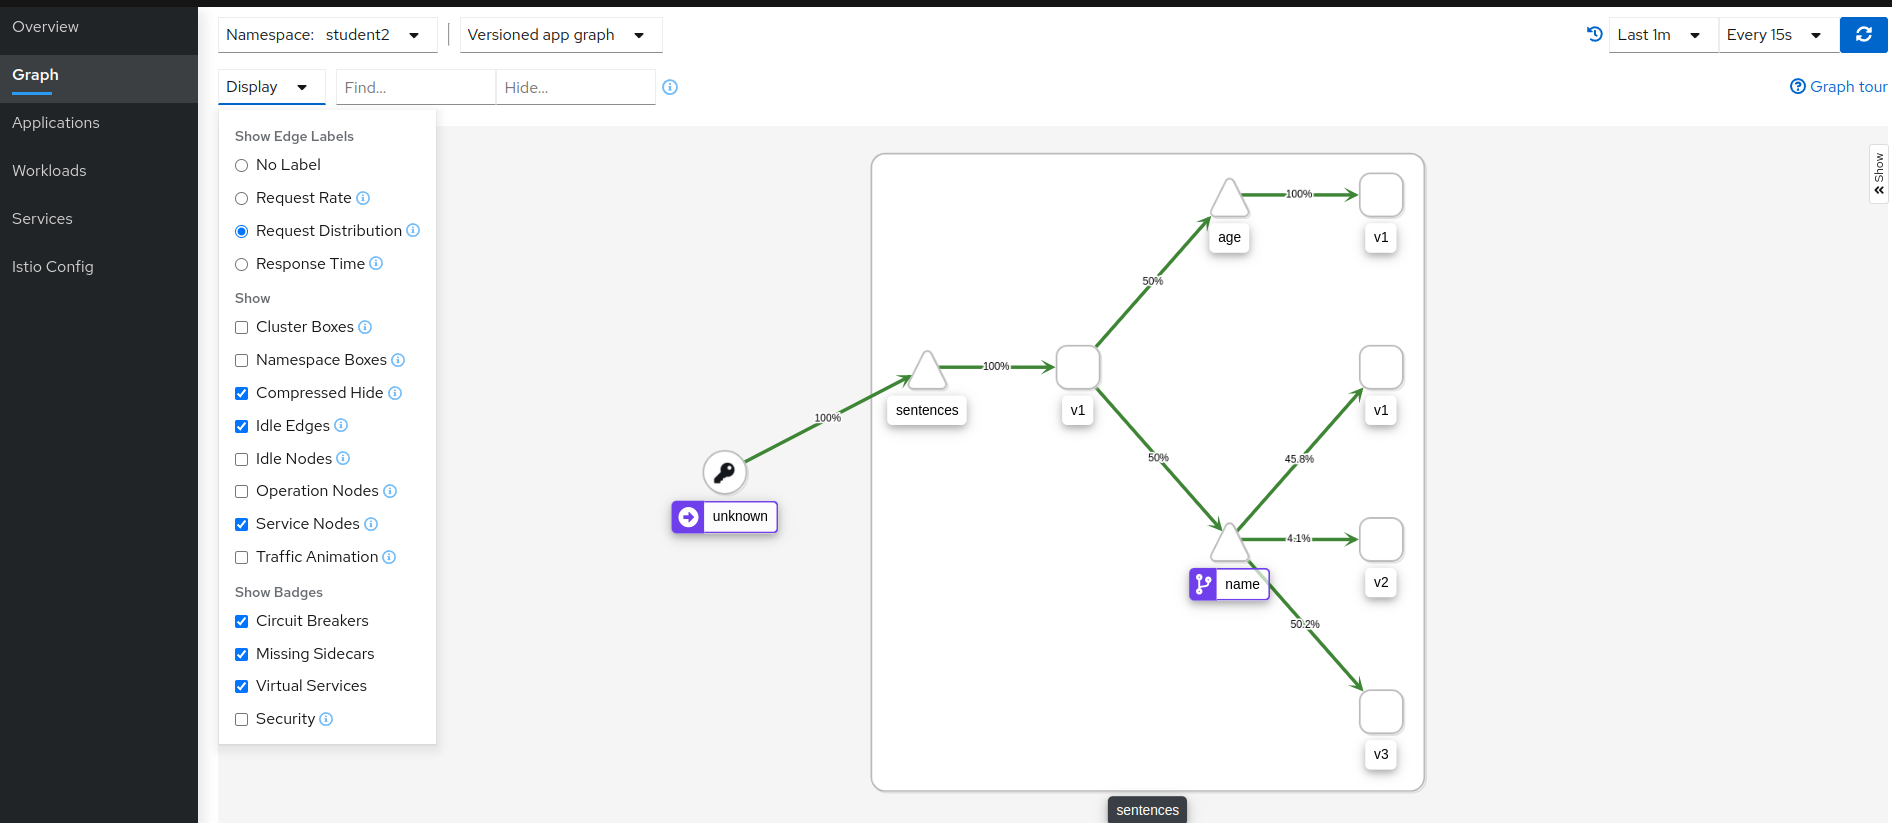 Overview
Graph
Applications
Workloads
Services
Istio Config
Namespace: student2
Versioned app graph
Last 1m
Every 15s
Display
Find...
Hide...
Graph tour
Show Edge Labels
No Label
Request Rate
Request Distribution
Response Time
Show
Cluster Boxes
Namespace Boxes
Compressed Hide
Idle Edges
Idle Nodes
Operation Nodes
Service Nodes
Traffic Animation
Show Badges
Circuit Breakers
Missing Sidecars
Virtual Services
Security
Show
100%
age
v1
50%
100%
sentences
v1
v1
100%
50%
45.8%
unknown
4.1%
name
v2
50.2%
v3
sentences